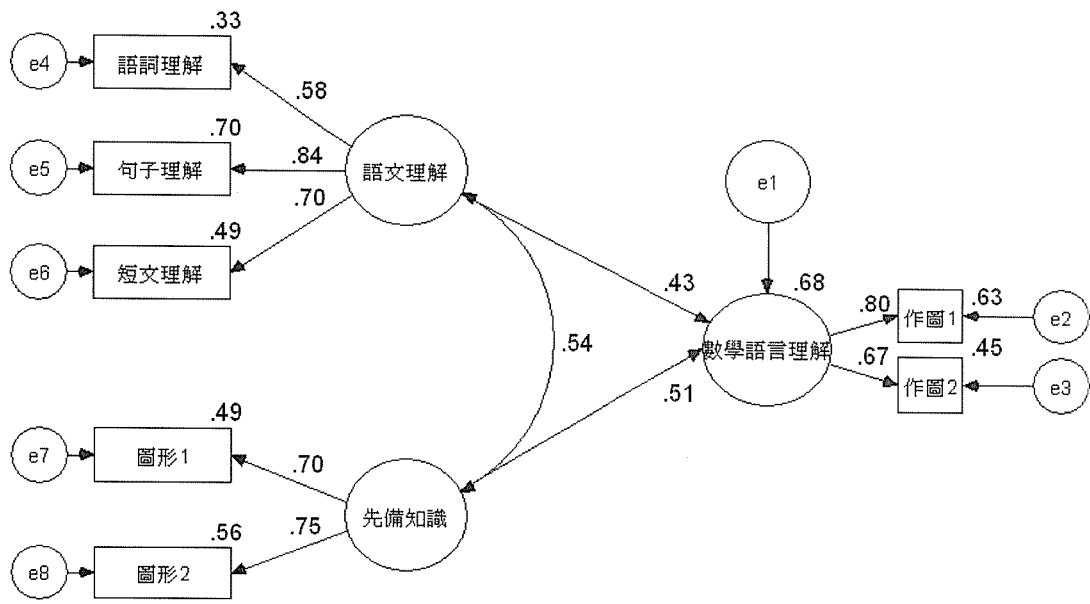 .33
e4
語詞理解
.58
.70
e5
句子理解
.84
語文理解
.70
.49
e6
短文理解
e1
.43
.68
.80
作圖1
.63
e2
數學語言理解
.54
.67
作圖2
.45
e3
.51
.49
e7
圖形1
.70
先備知識
.56
.75
e8
圖形2